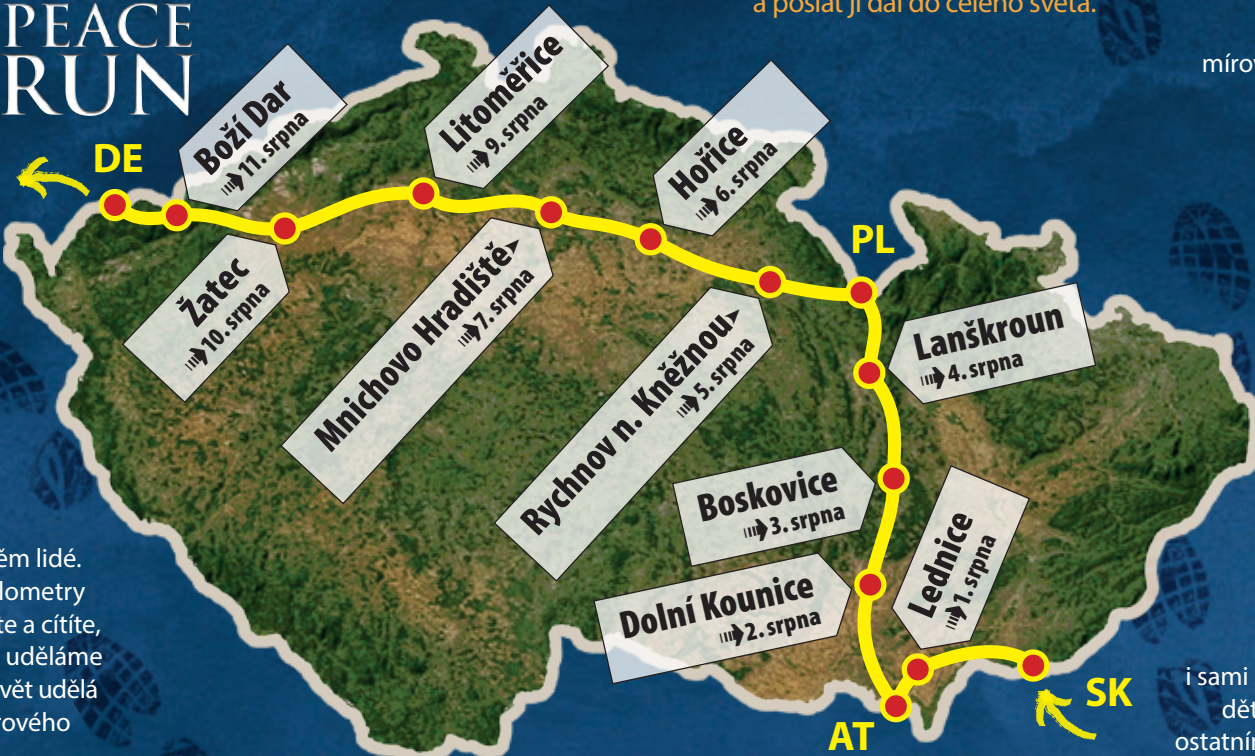 PEACE
RUN
a poslat ji dál do celého světa.
mírov
DE
Boží Dar
11. srpna
Litoměřice
9. srpna
Hořice
6. srpna
PL
Žatec
10. srpna
Mnichovo Hradiště
7. srpna
Rychnov n. Kněžnou
5. srpna
Lanškroun
4. srpna
Boskovice
3. srpna
Dolní Kounice
2. srpna
Lednice
1. srpna
SK
AT
ěm lidé.
lometry
te a cítíte,
uděláme
vět udělá
rového
i sami
dět
ostatním